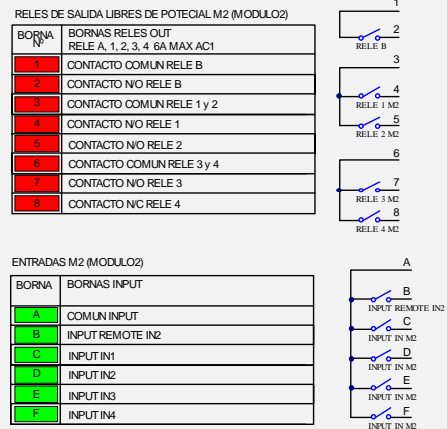 RELES DE SALIDA LIBRES DE POTECIAL M2 (MODULO2)
BORNA Nº
BORNAS RELES OUT
RELE A, 1, 2, 3, 4 6A MAX AC1
1 CONTACTO COMUN RELE B
2 CONTACTO N/O RELE B
3 CONTACTO COMUN RELE 1 y 2
4 CONTACTO N/O RELE 1
5 CONTACTO N/O RELE 2
6 CONTACTO COMUN RELE 3 y 4
7 CONTACTO N/O RELE 3
8 CONTACTO N/C RELE 4
1
2
RELE B
3
4
RELE 1 M2
5
RELE 2 M2
6
7
RELE 3 M2
8
RELE 4 M2
ENTRADAS M2 (MODULO2)
BORNA BORNAS INPUT
A COMUN INPUT
B INPUT REMOTE IN2
C INPUT IN1
D INPUT IN2
E INPUT IN3
F INPUT IN4
A
B
INPUT REMOTE IN2
C
INPUT IN M2
D
INPUT IN M2
E
INPUT IN M2
F
INPUT IN M2